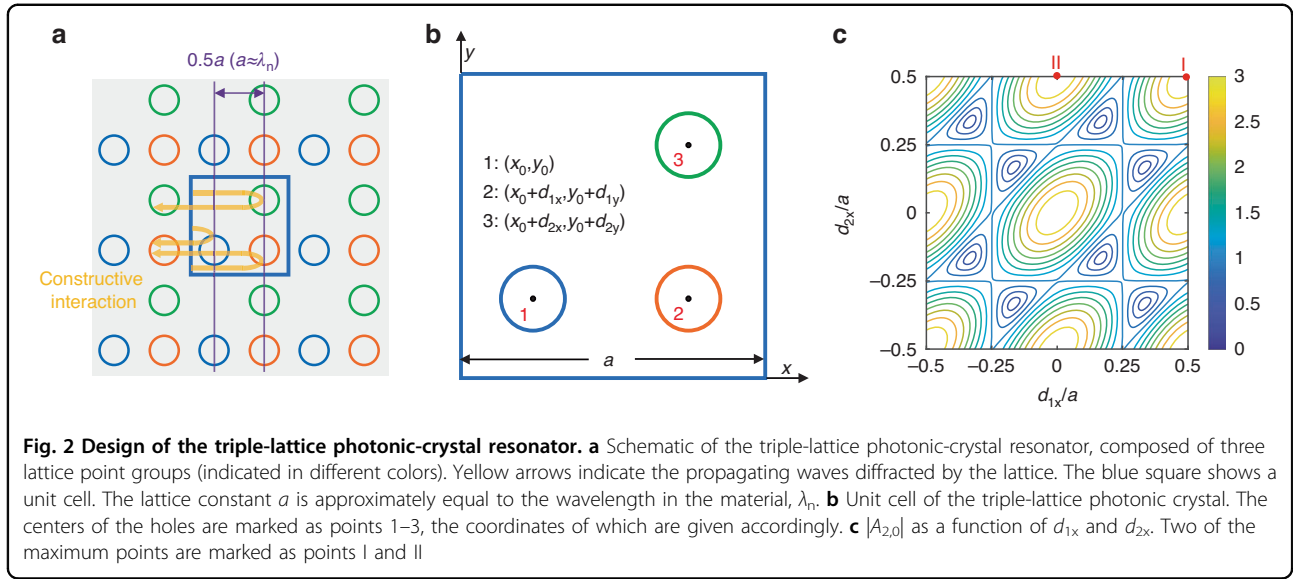 a
0.5a (a≈λn)
Constructive
interaction
b
y
1: (x0,y0)
2: (x0+d1x,y0+d1y)
3: (x0+d2x,y0+d2y)
3
1
2
a
x
c
II
I
0.5
0.25
0
−0.25
−0.5
d2x/a
−0.5
−0.25
0
0.25
0.5
d1x/a
3
2.5
2
1.5
1
0.5
0
Fig. 2 Design of the triple-lattice photonic-crystal resonator. a Schematic of the triple-lattice photonic-crystal resonator, composed of three
lattice point groups (indicated in different colors). Yellow arrows indicate the propagating waves diffracted by the lattice. The blue square shows a
unit cell. The lattice constant a is approximately equal to the wavelength in the material, λn. b Unit cell of the triple-lattice photonic crystal. The
centers of the holes are marked as points 1–3, the coordinates of which are given accordingly. c |A2,0| as a function of d1x and d2x. Two of the
maximum points are marked as points I and II